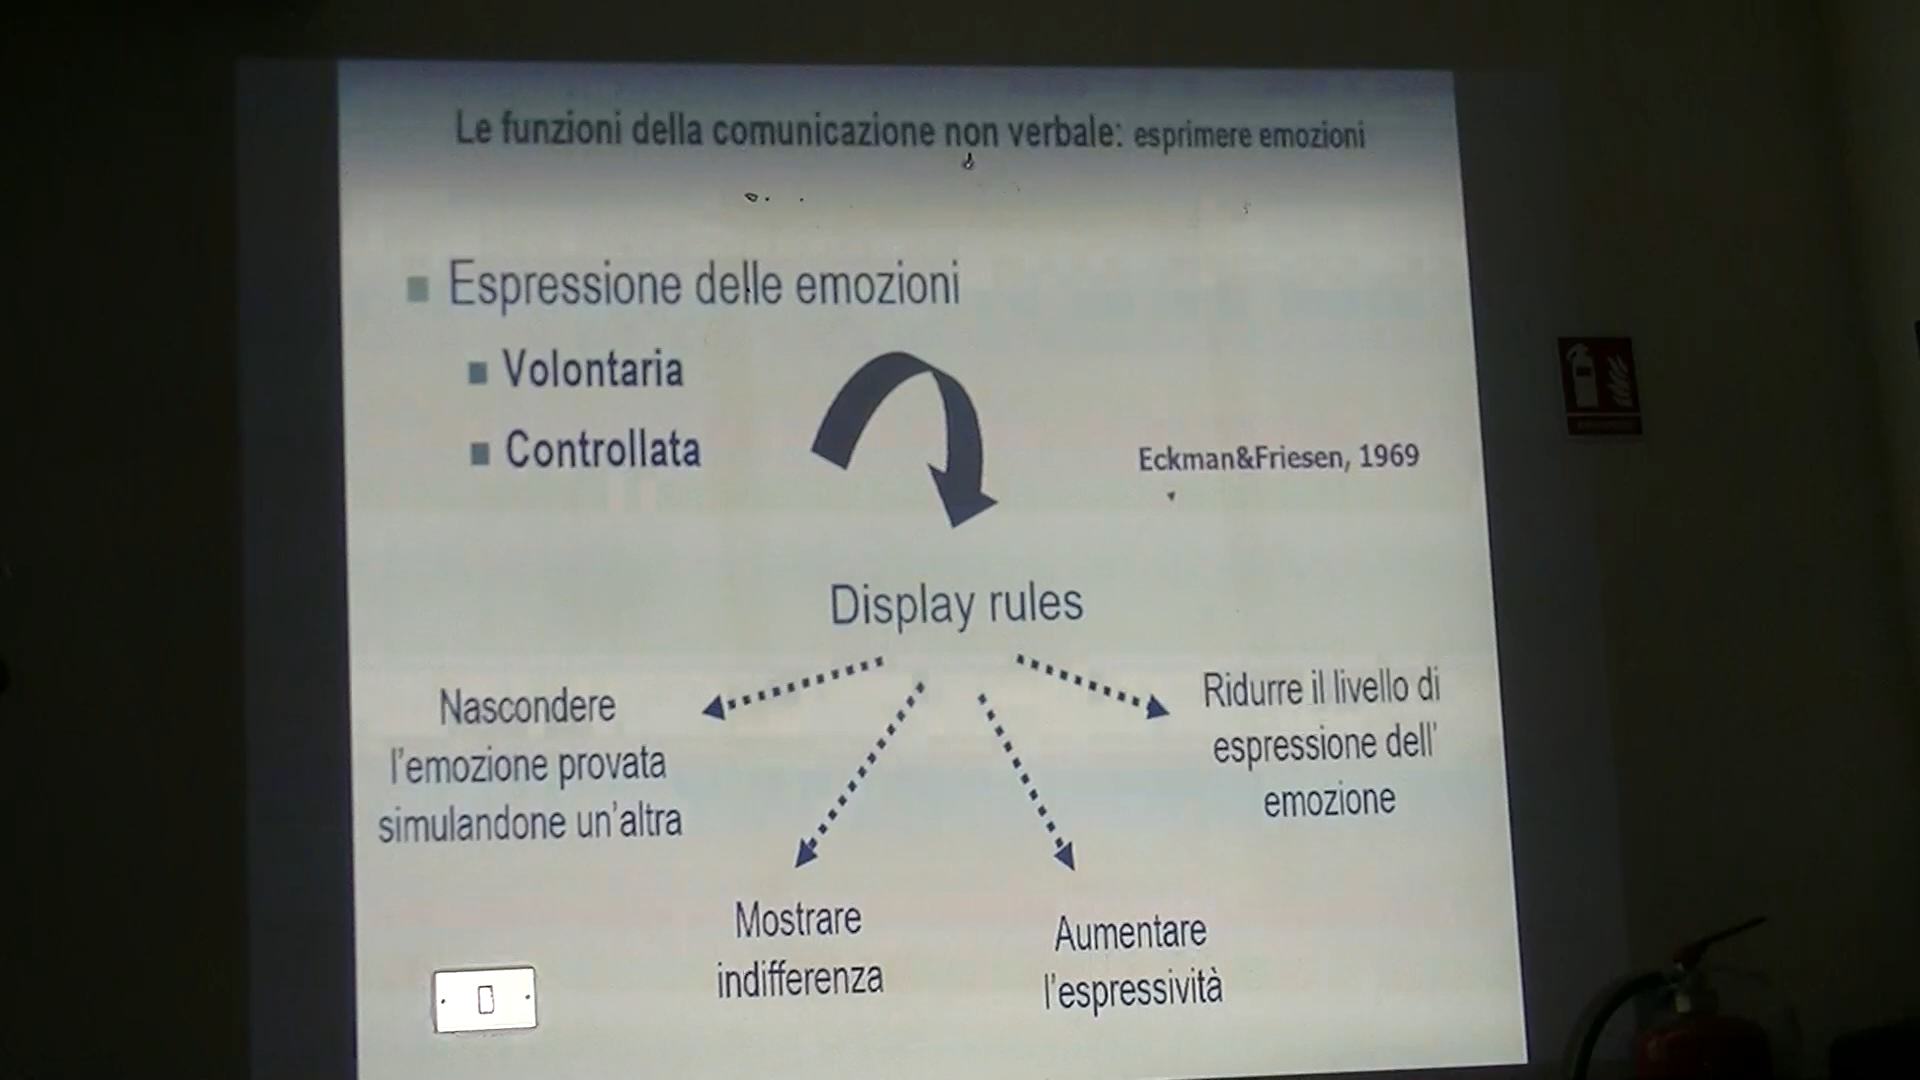 Le funzioni della comunicazione non verbale: esprimere emozioni
Espressione delle emozioni
Volontaria
Controllata
Eckman&Friesen, 1969
Display rules
Nascondere
l'emozione provata
simulandone un'altra
Mostrare
indifferenza
Aumentare
l'espressività
Ridurre il livello di
espressione dell'
emozione